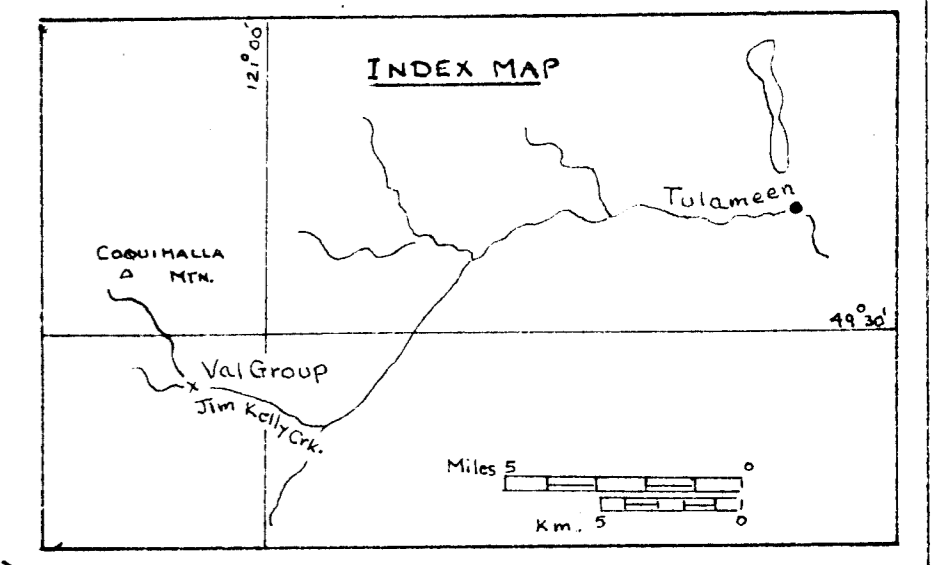 121°00'
INDEX MAP
Tulameen
COQUIHALLA
MTN.
49°30'
Val Group
Jim Kelly Crk.
Miles 5 0
Km. 5 0